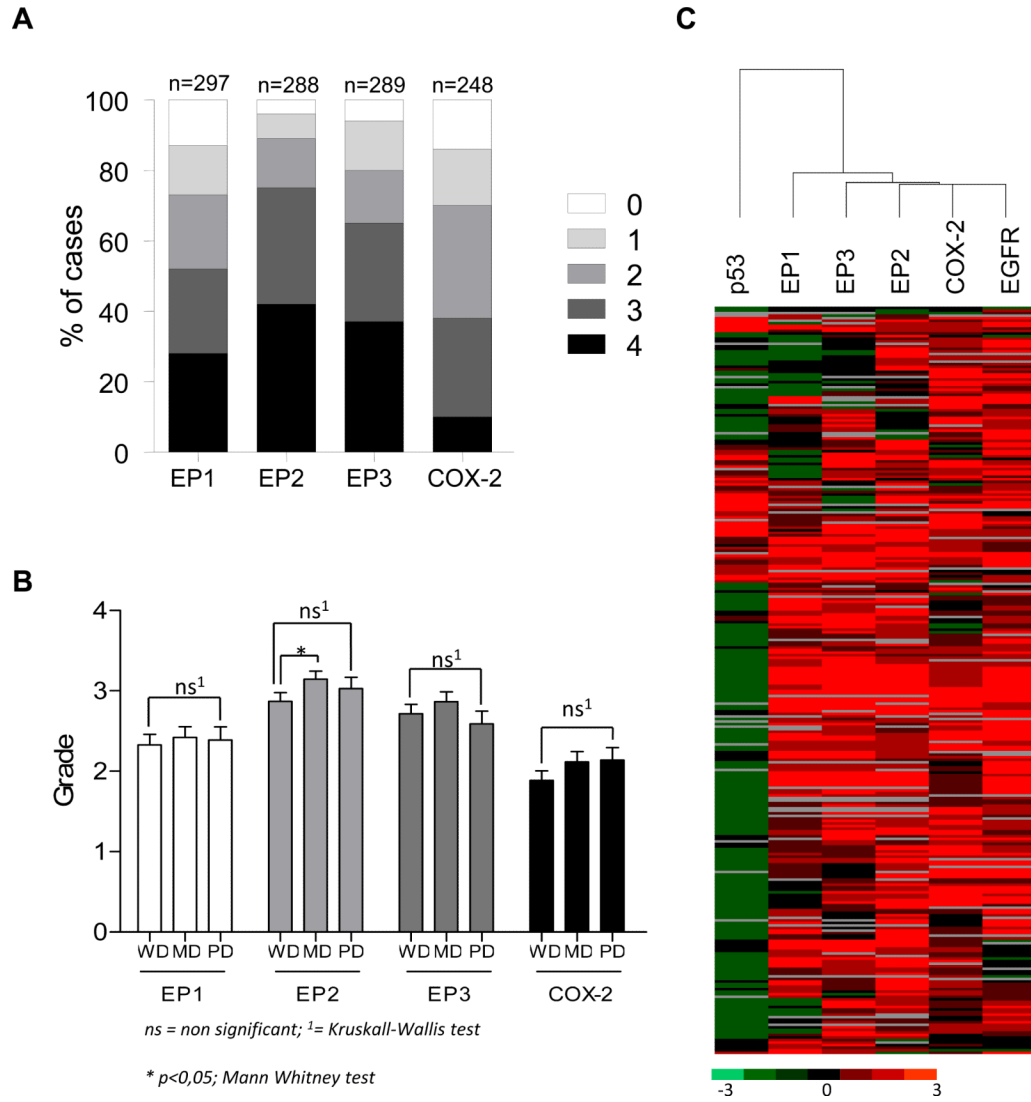 A
n=297 n=288 n=289 n=248
100
80
60
40
20
0
% of cases
EP1 EP2 EP3 COX-2
0
1
2
3
4
B
4
3
2
1
0
Grade
ns1
ns1
*
ns1
ns1
WD MD PD WD MD PD WD MD PD WD MD PD
EP1 EP2 EP3 COX-2
ns = non significant; 1= Kruskall-Wallis test
* p<0,05; Mann Whitney test
C
p53 EP1 EP3 EP2 COX-2 EGFR
-3 0 3